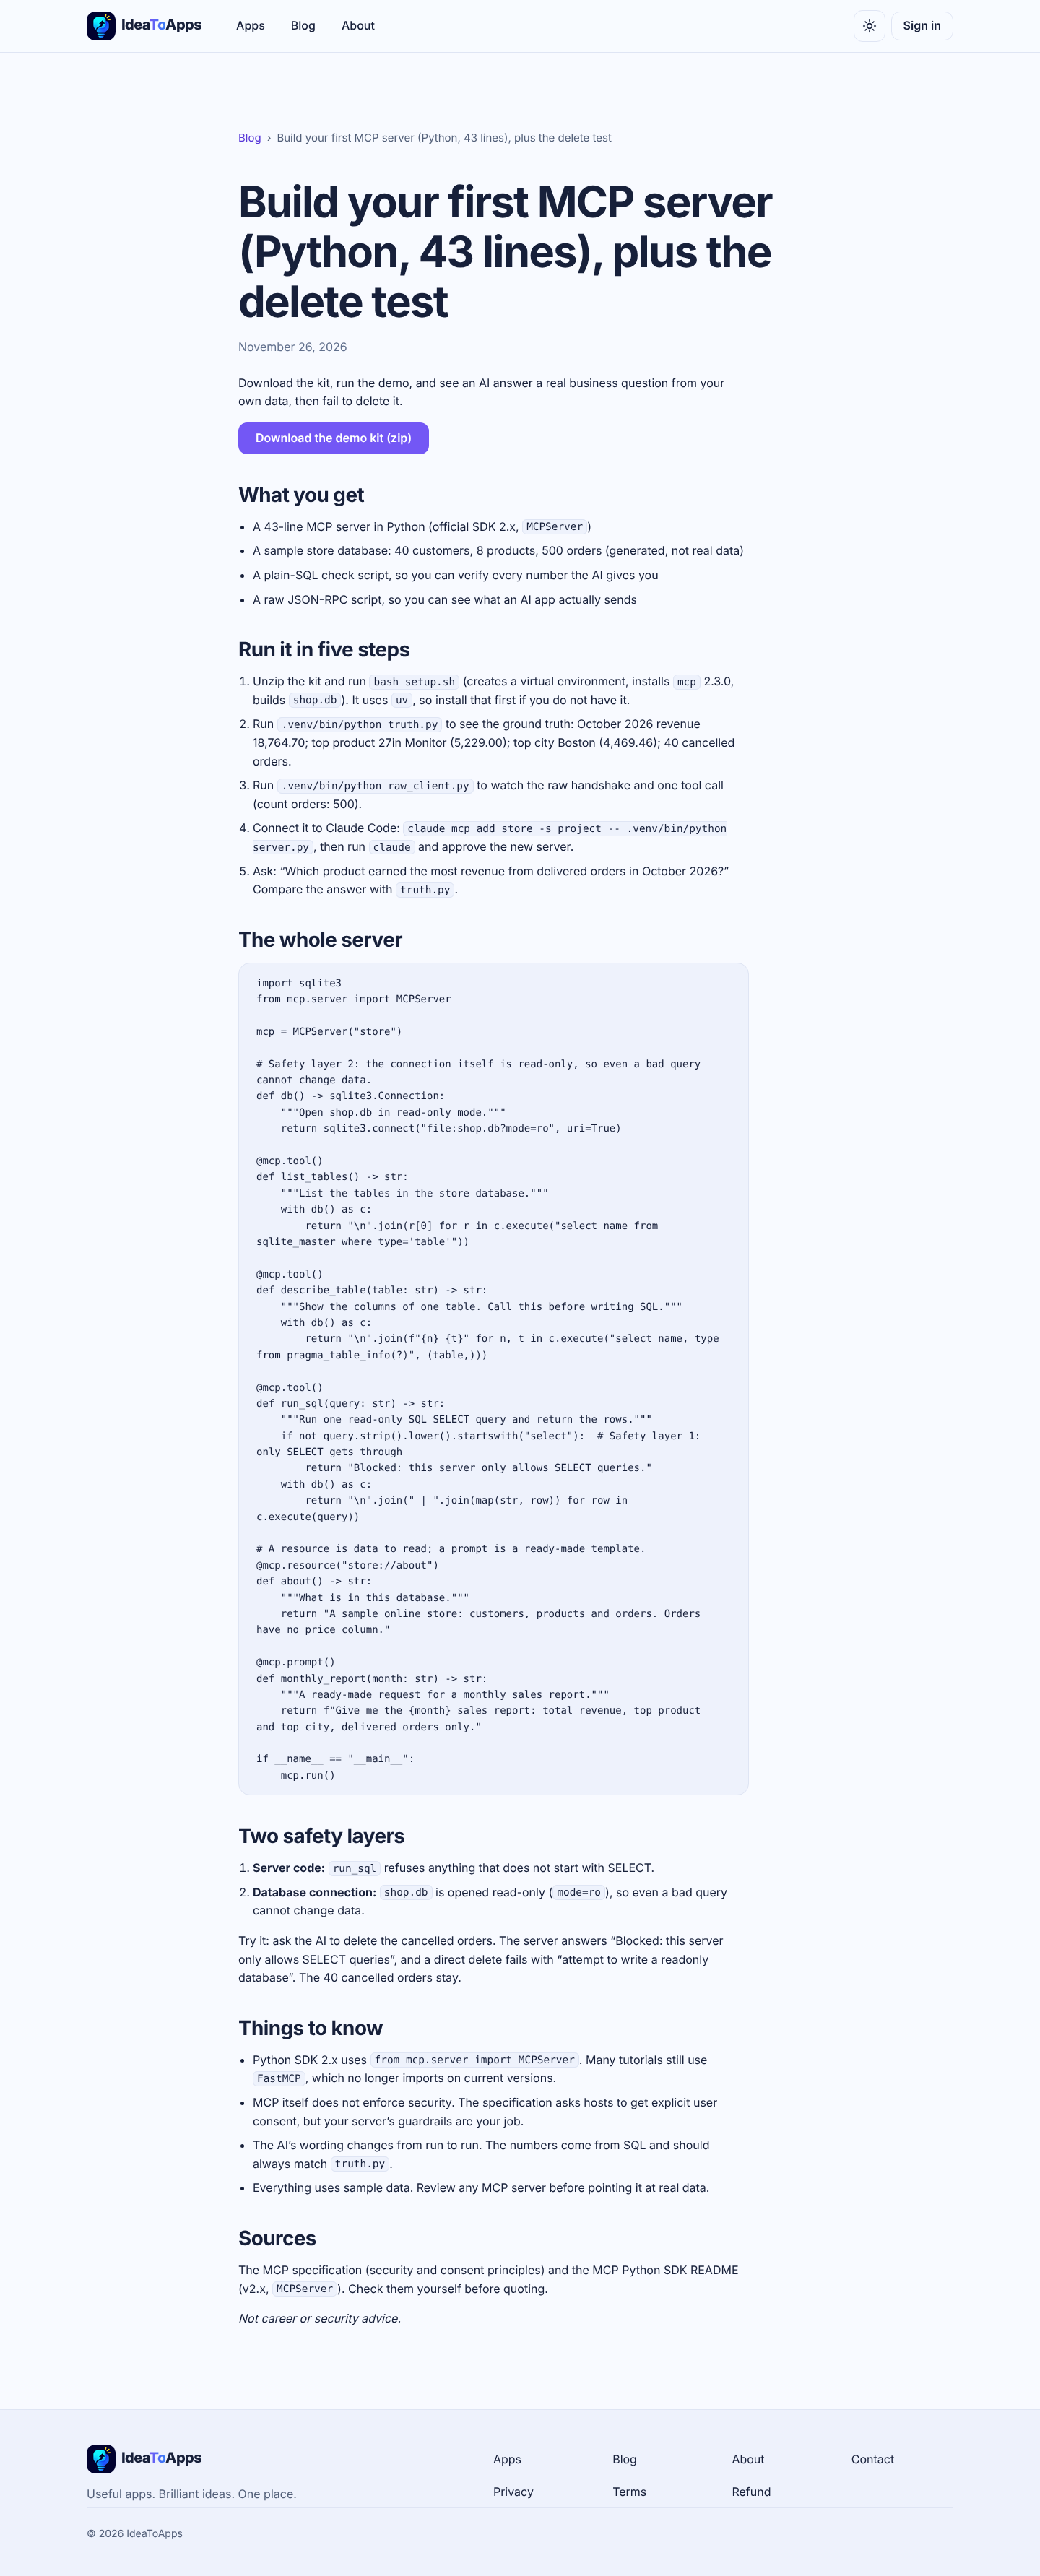 IdeaToApps
Apps
Blog
About
Sign in
Blog › Build your first MCP server (Python, 43 lines), plus the delete test
Build your first MCP server
(Python, 43 lines), plus the
delete test
November 26, 2026
Download the kit, run the demo, and see an AI answer a real business question from your
own data, then fail to delete it.
Download the demo kit (zip)
What you get
• A 43-line MCP server in Python (official SDK 2.x, MCPServer)
• A sample store database: 40 customers, 8 products, 500 orders (generated, not real data)
• A plain-SQL check script, so you can verify every number the AI gives you
• A raw JSON-RPC script, so you can see what an AI app actually sends
Run it in five steps
1. Unzip the kit and run bash setup.sh (creates a virtual environment, installs mcp 2.3.0,
builds shop.db). It uses uv, so install that first if you do not have it.
2. Run .venv/bin/python truth.py to see the ground truth: October 2026 revenue
18,764.70; top product 27in Monitor (5,229.00); top city Boston (4,469.46); 40 cancelled
orders.
3. Run .venv/bin/python raw_client.py to watch the raw handshake and one tool call
(count orders: 500).
4. Connect it to Claude Code: claude mcp add store -s project -- .venv/bin/python
server.py, then run claude and approve the new server.
5. Ask: “Which product earned the most revenue from delivered orders in October 2026?”
Compare the answer with truth.py.
The whole server
import sqlite3
from mcp.server import MCPServer
mcp = MCPServer("store")
# Safety layer 2: the connection itself is read-only, so even a bad query
cannot change data.
def db() -> sqlite3.Connection:
    """Open shop.db in read-only mode."""
    return sqlite3.connect("file:shop.db?mode=ro", uri=True)
@mcp.tool()
def list_tables() -> str:
    """List the tables in the store database."""
    with db() as c:
        return "\n".join(r[0] for r in c.execute("select name from
sqlite_master where type='table'"))
@mcp.tool()
def describe_table(table: str) -> str:
    """Show the columns of one table. Call this before writing SQL."""
    with db() as c:
        return "\n".join(f"{n} {t}" for n, t in c.execute("select name, type
from pragma_table_info(?)", (table,)))
@mcp.tool()
def run_sql(query: str) -> str:
    """Run one read-only SQL SELECT query and return the rows."""
    if not query.strip().lower().startswith("select"):  # Safety layer 1:
only SELECT gets through
        return "Blocked: this server only allows SELECT queries."
    with db() as c:
        return "\n".join(" | ".join(map(str, row)) for row in
c.execute(query))
# A resource is data to read; a prompt is a ready-made template.
@mcp.resource("store://about")
def about() -> str:
    """What is in this database."""
    return "A sample online store: customers, products and orders. Orders
have no price column."
@mcp.prompt()
def monthly_report(month: str) -> str:
    """A ready-made request for a monthly sales report."""
    return f"Give me the {month} sales report: total revenue, top product
and top city, delivered orders only."
if __name__ == "__main__":
    mcp.run()
Two safety layers
1. Server code: run_sql refuses anything that does not start with SELECT.
2. Database connection: shop.db is opened read-only (mode=ro), so even a bad query
cannot change data.
Try it: ask the AI to delete the cancelled orders. The server answers “Blocked: this server
only allows SELECT queries”, and a direct delete fails with “attempt to write a readonly
database”. The 40 cancelled orders stay.
Things to know
• Python SDK 2.x uses from mcp.server import MCPServer. Many tutorials still use
FastMCP, which no longer imports on current versions.
• MCP itself does not enforce security. The specification asks hosts to get explicit user
consent, but your server’s guardrails are your job.
• The AI’s wording changes from run to run. The numbers come from SQL and should
always match truth.py.
• Everything uses sample data. Review any MCP server before pointing it at real data.
Sources
The MCP specification (security and consent principles) and the MCP Python SDK README
(v2.x, MCPServer). Check them yourself before quoting.
Not career or security advice.
IdeaToApps
Useful apps. Brilliant ideas. One place.
Apps
Blog
About
Contact
Privacy
Terms
Refund
© 2026 IdeaToApps